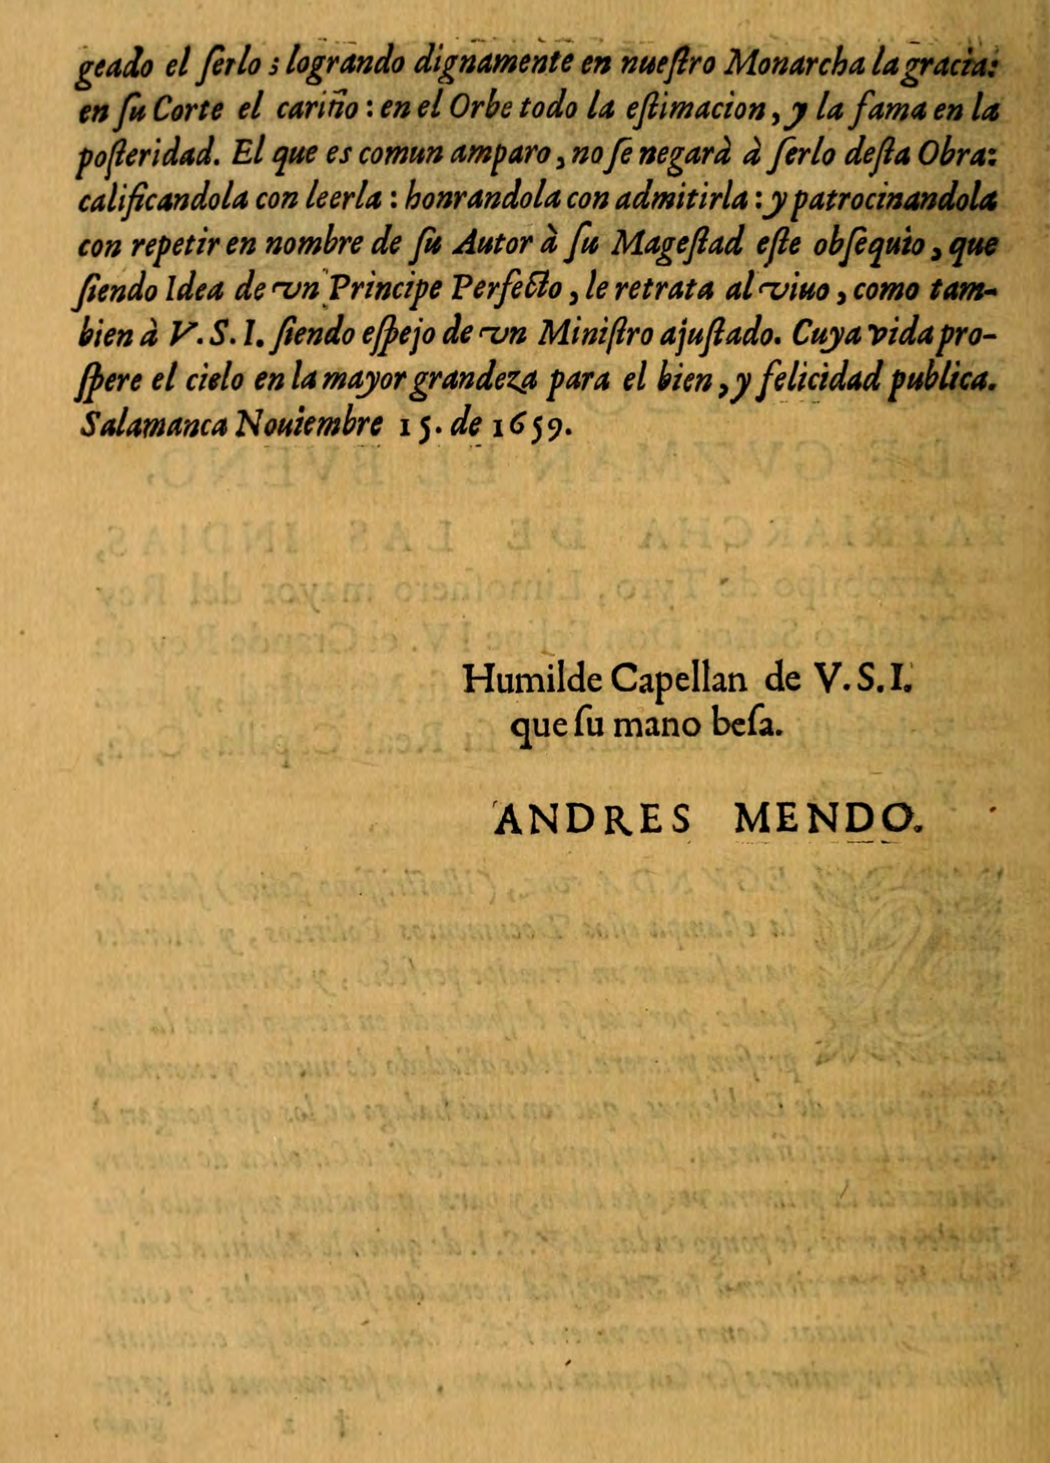 geado el ſerlo ; logrando dignamente en nueſtro Monarcha la gracia:
en ſu Corte el cariño : en el Orbe todo la eſtimacion , y la fama en la
poſteridad. El que es comun amparo , no ſe negarà à ſerlo deſta Obra:
calificandola con leerla : honrandola con admitirla : y patrocinandola
con repetir en nombre de ſu Autor à ſu Mageſtad eſte obſequio , que
ſiendo Idea de vn Principe Perfecto , le retrata al viuo , como tam-
bien à V. S. I. ſiendo eſpejo de vn Miniſtro ajuſtado. Cuya vida pro-
ſpere el cielo en la mayor grandeza para el bien , y felicidad publica.
Salamanca Nouiembre 15. de 1659.
Humilde Capellan de V. S. I.
que ſu mano beſa.
ANDRES MENDO.